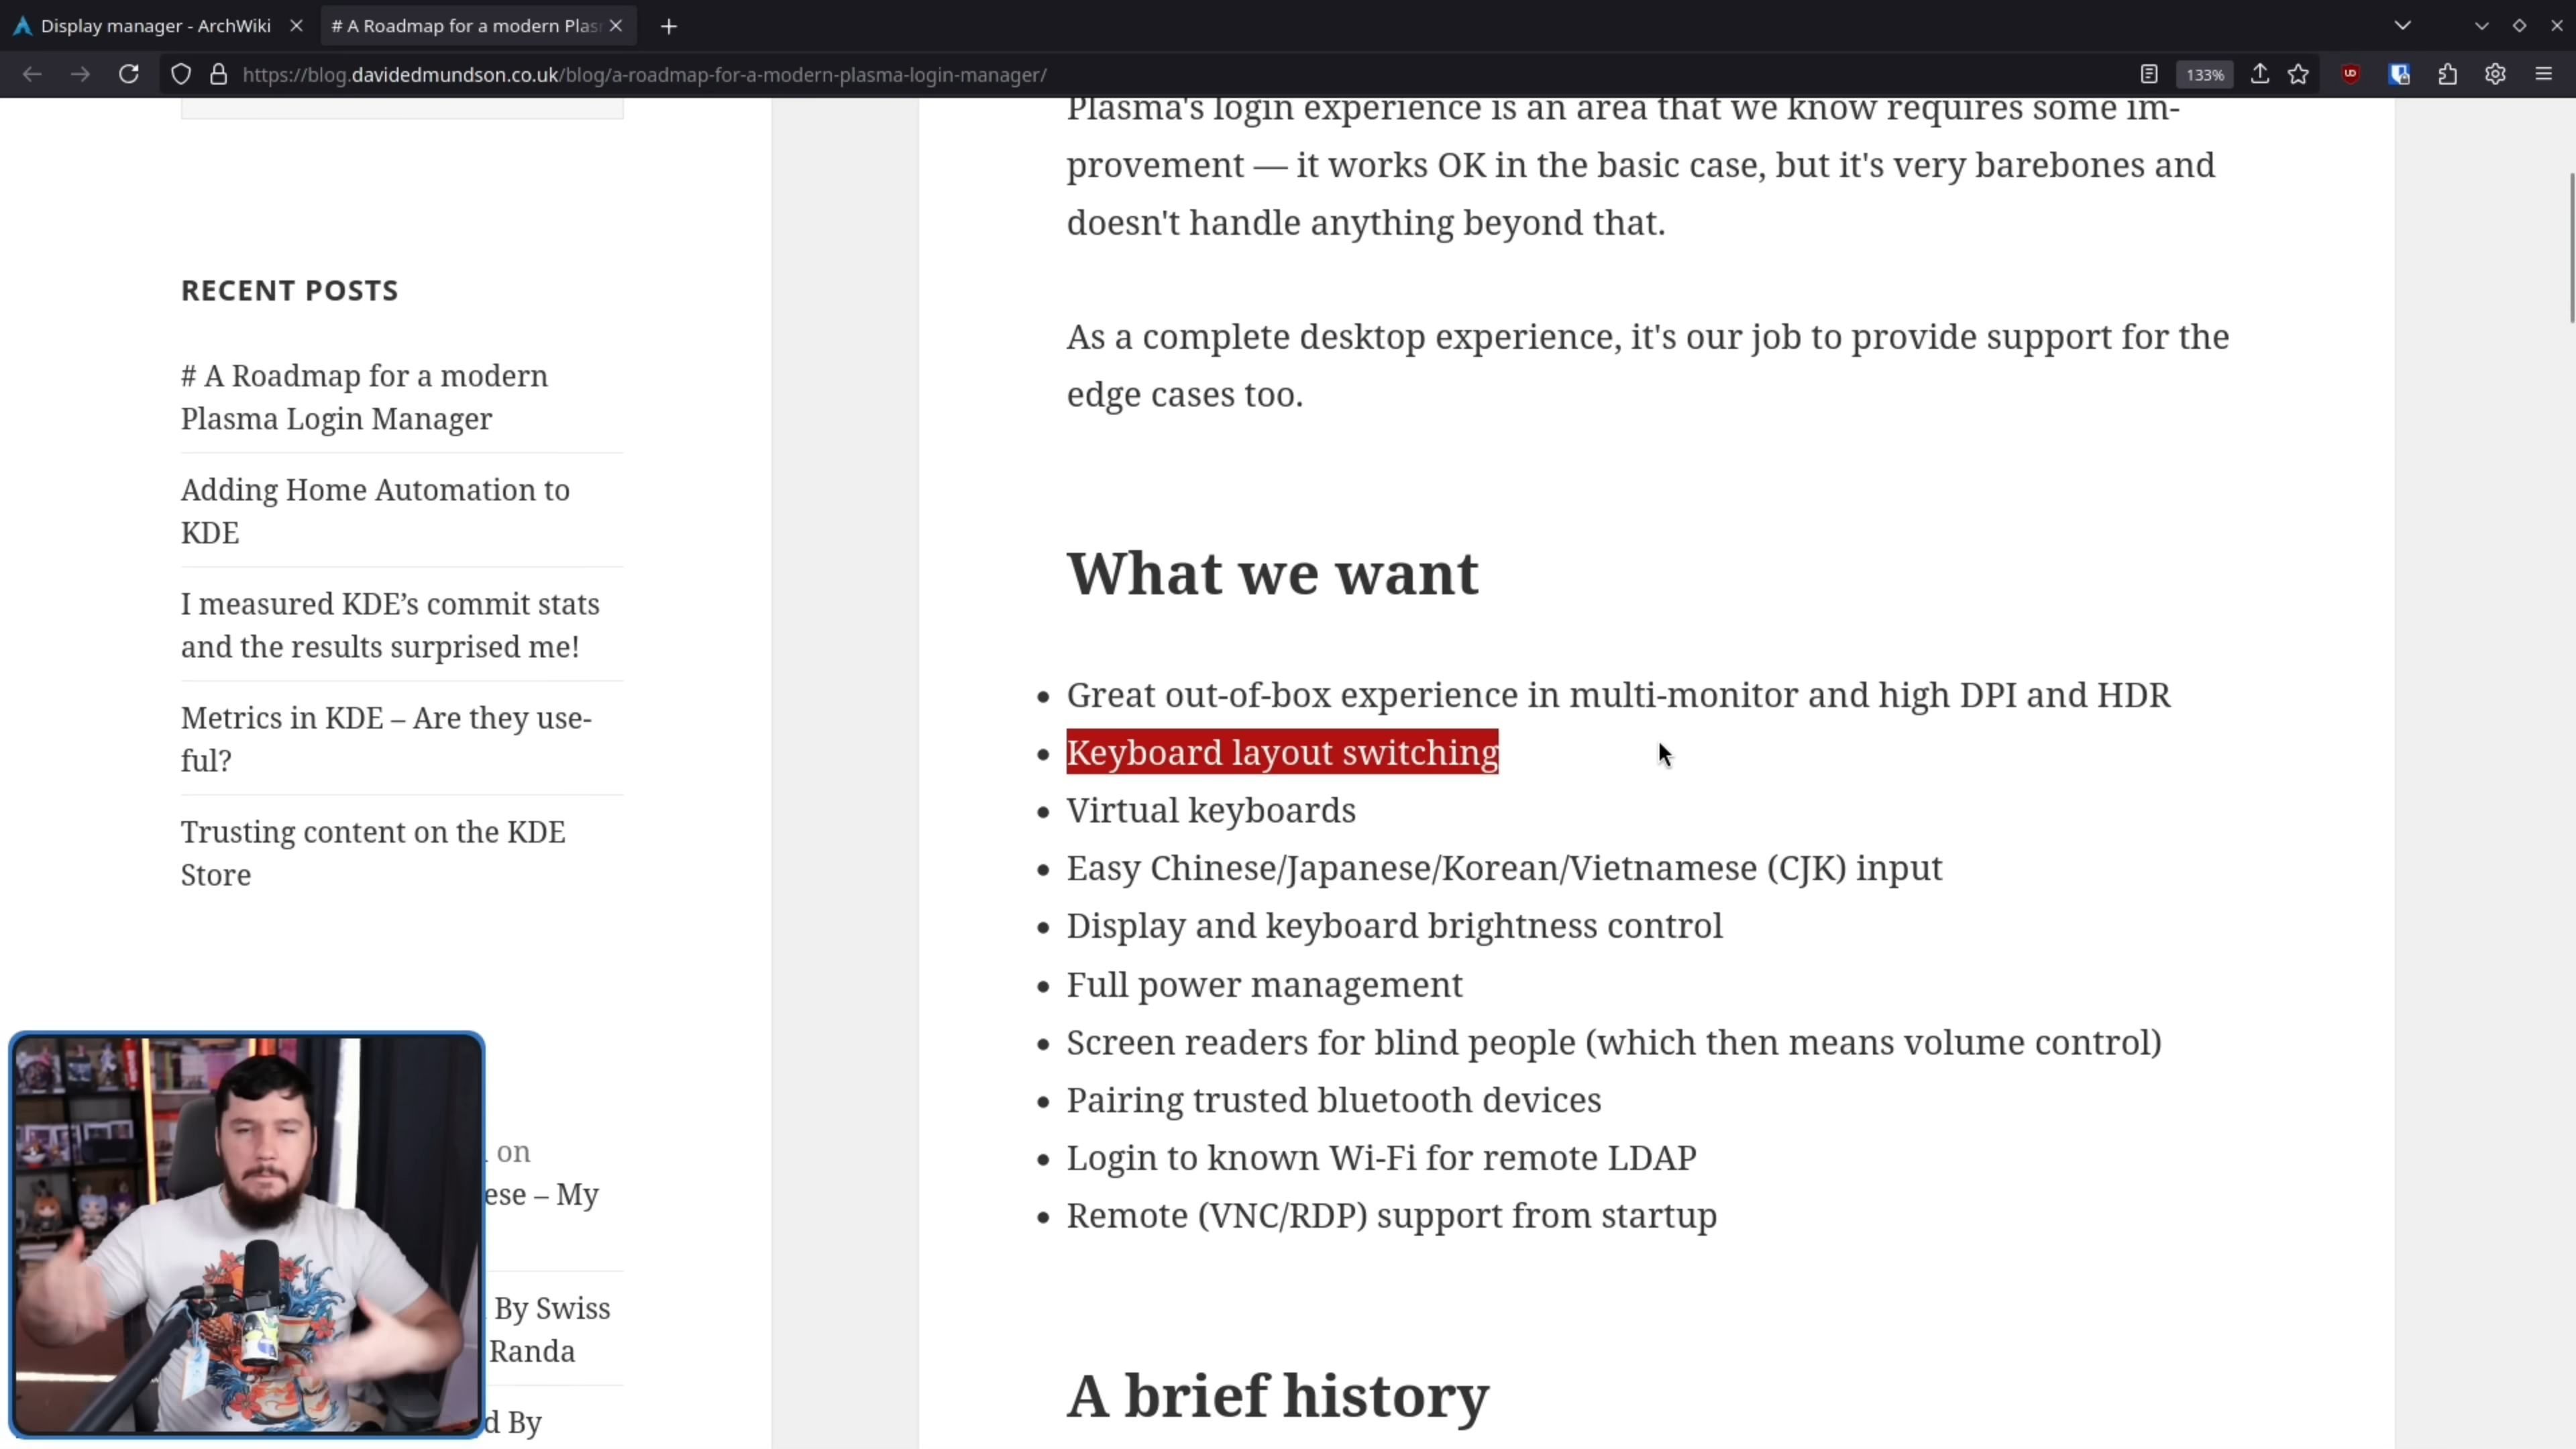 Display manager - ArchWiki
# A Roadmap for a modern Plas
https://blog.davidedmundson.co.uk/blog/a-roadmap-for-a-modern-plasma-login-manager/
133%
RECENT POSTS
# A Roadmap for a modern
Plasma Login Manager
Adding Home Automation to
KDE
I measured KDE’s commit stats
and the results surprised me!
Metrics in KDE – Are they use-
ful?
Trusting content on the KDE
Store
on
ese – My
By Swiss
Randa
d By
Plasma's login experience is an area that we know requires some im-
provement — it works OK in the basic case, but it's very barebones and
doesn't handle anything beyond that.
As a complete desktop experience, it's our job to provide support for the
edge cases too.
What we want
• Great out-of-box experience in multi-monitor and high DPI and HDR
• Keyboard layout switching
• Virtual keyboards
• Easy Chinese/Japanese/Korean/Vietnamese (CJK) input
• Display and keyboard brightness control
• Full power management
• Screen readers for blind people (which then means volume control)
• Pairing trusted bluetooth devices
• Login to known Wi-Fi for remote LDAP
• Remote (VNC/RDP) support from startup
A brief history